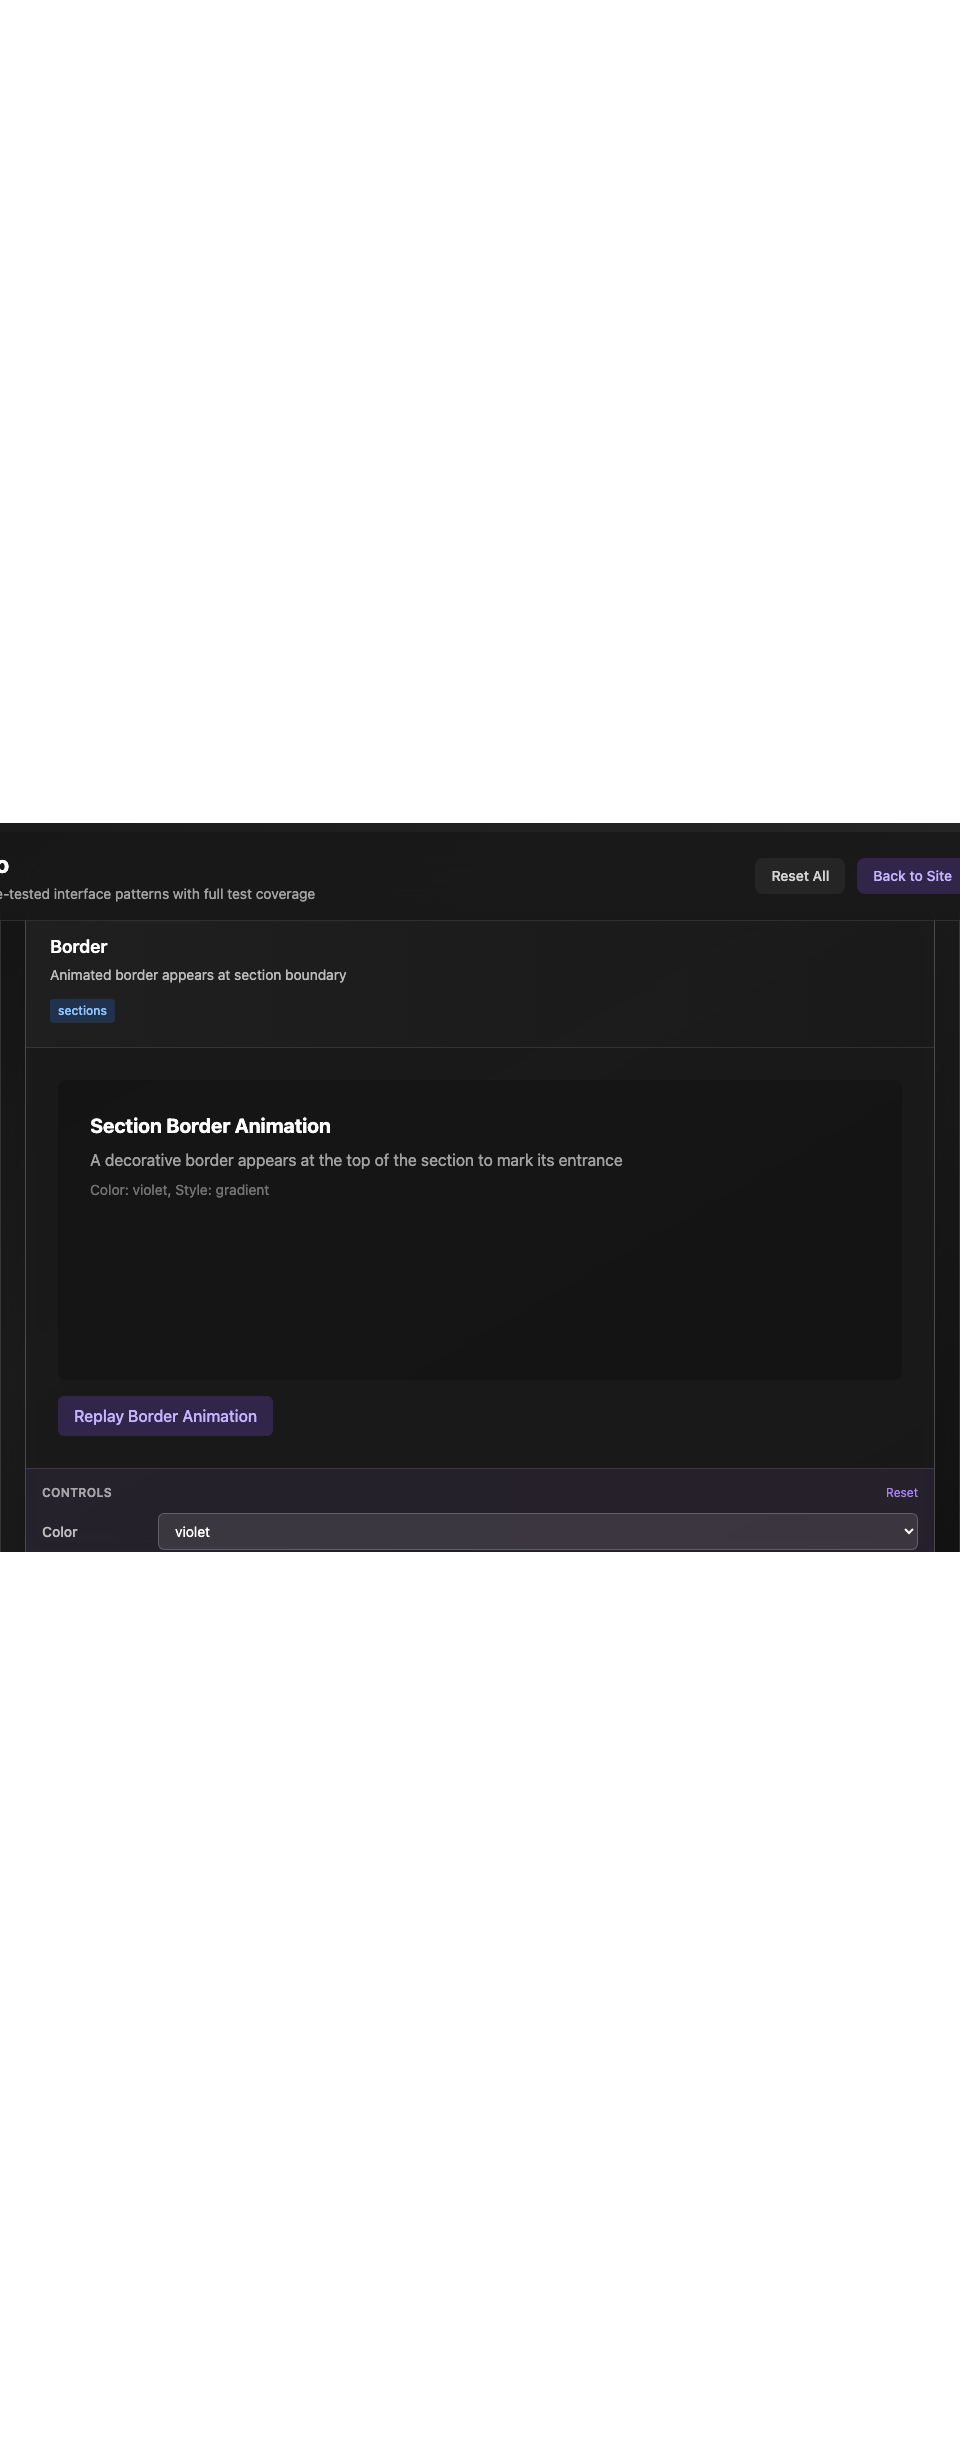 o
e-tested interface patterns with full test coverage
Reset All
Back to Site
Border
Animated border appears at section boundary
sections
Section Border Animation
A decorative border appears at the top of the section to mark its entrance
Color: violet, Style: gradient
Replay Border Animation
CONTROLS
Reset
Color
violet